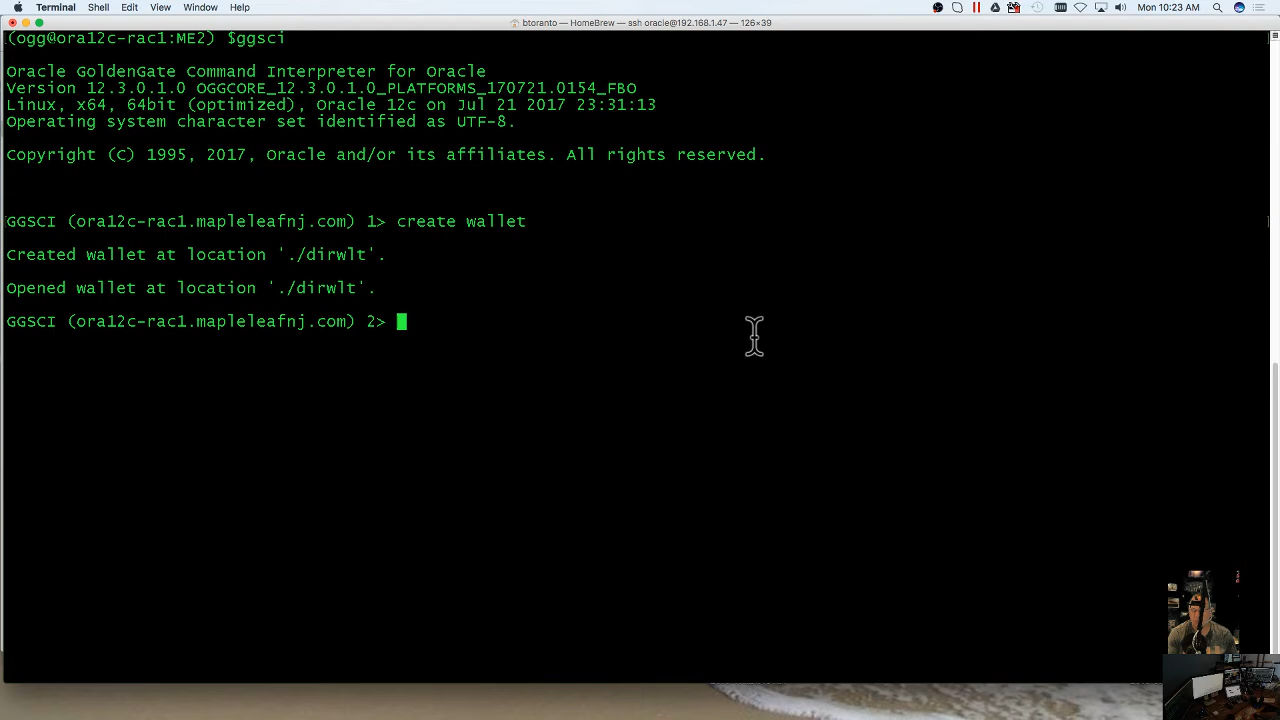 Terminal Shell Edit View Window Help Mon 10:23 AM
btoranto — HomeBrew — ssh oracle@192.168.1.47 — 126×39
(ogg@ora12c-rac1:ME2) $ggsci
Oracle GoldenGate Command Interpreter for Oracle
Version 12.3.0.1.0 OGGCORE_12.3.0.1.0_PLATFORMS_170721.0154_FBO
Linux, x64, 64bit (optimized), Oracle 12c on Jul 21 2017 23:31:13
Operating system character set identified as UTF-8.
Copyright (C) 1995, 2017, Oracle and/or its affiliates. All rights reserved.
GGSCI (ora12c-rac1.mapleleafnj.com) 1> create wallet
Created wallet at location './dirwlt'.
Opened wallet at location './dirwlt'.
GGSCI (ora12c-rac1.mapleleafnj.com) 2>